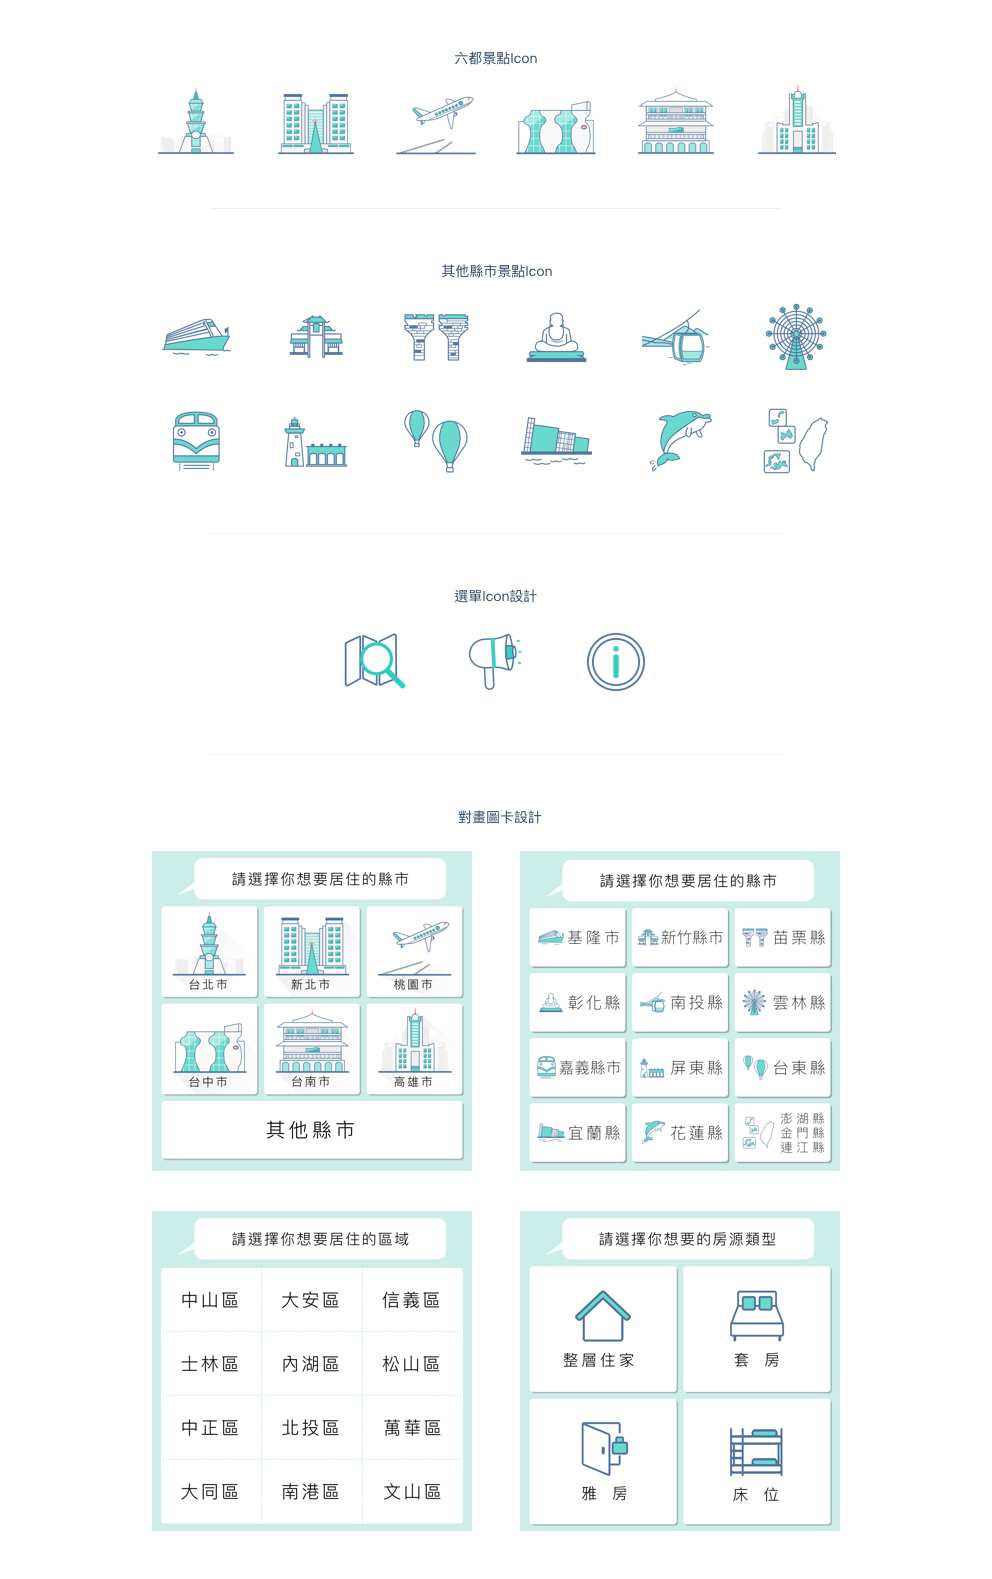 六都景點Icon
其他縣市景點Icon
選單Icon設計
對畫圖卡設計
請選擇你想要居住的縣市
台北市
新北市
桃園市
台中市
台南市
高雄市
其他縣市
請選擇你想要居住的縣市
基隆市
新竹縣市
苗栗縣
彰化縣
南投縣
雲林縣
嘉義縣市
屏東縣
台東縣
宜蘭縣
花蓮縣
澎湖縣
金門縣
連江縣
請選擇你想要居住的區域
中山區
大安區
信義區
士林區
內湖區
松山區
中正區
北投區
萬華區
大同區
南港區
文山區
請選擇你想要的房源類型
整層住家
套 房
雅 房
床 位